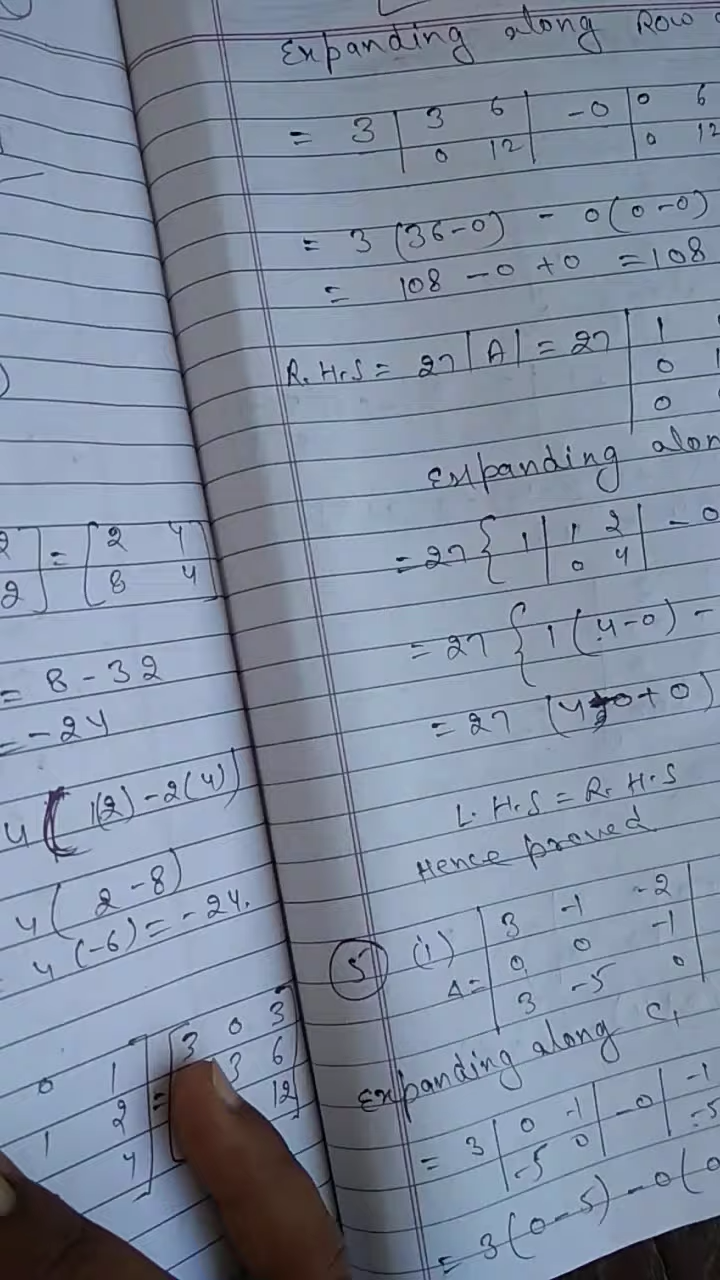 2] = [2 4
2] 8 4]
= 8 - 32
= -24
4 ( 1(2) - 2(4))
4 ( 2 - 8)
4 (-6) = -24.
0 1] = [3 0 3]
2 3 6
1 4 12
Expanding along Row
= 3 | 3 6 | -0 | 0 6
0 12 0 12
= 3 (36-0) - 0(0-0)
= 108 - 0 + 0 = 108
R.H.S = 27 |A| = 27 | 1
0 1
0
Expanding alon
= 27 { 1 | 1 2 | - 0
0 4
= 27 { 1 (4-0) -
= 27 (4 0 + 0)
L.H.S = R.H.S
Hence proved
(5) (i) | 3 -1 -2 |
Δ = 0 0 -1
3 -5 0
Expanding along C1
= 3 | 0 -1 | -0 | -1
-5 0 -5
= 3(0-5) - 0(0